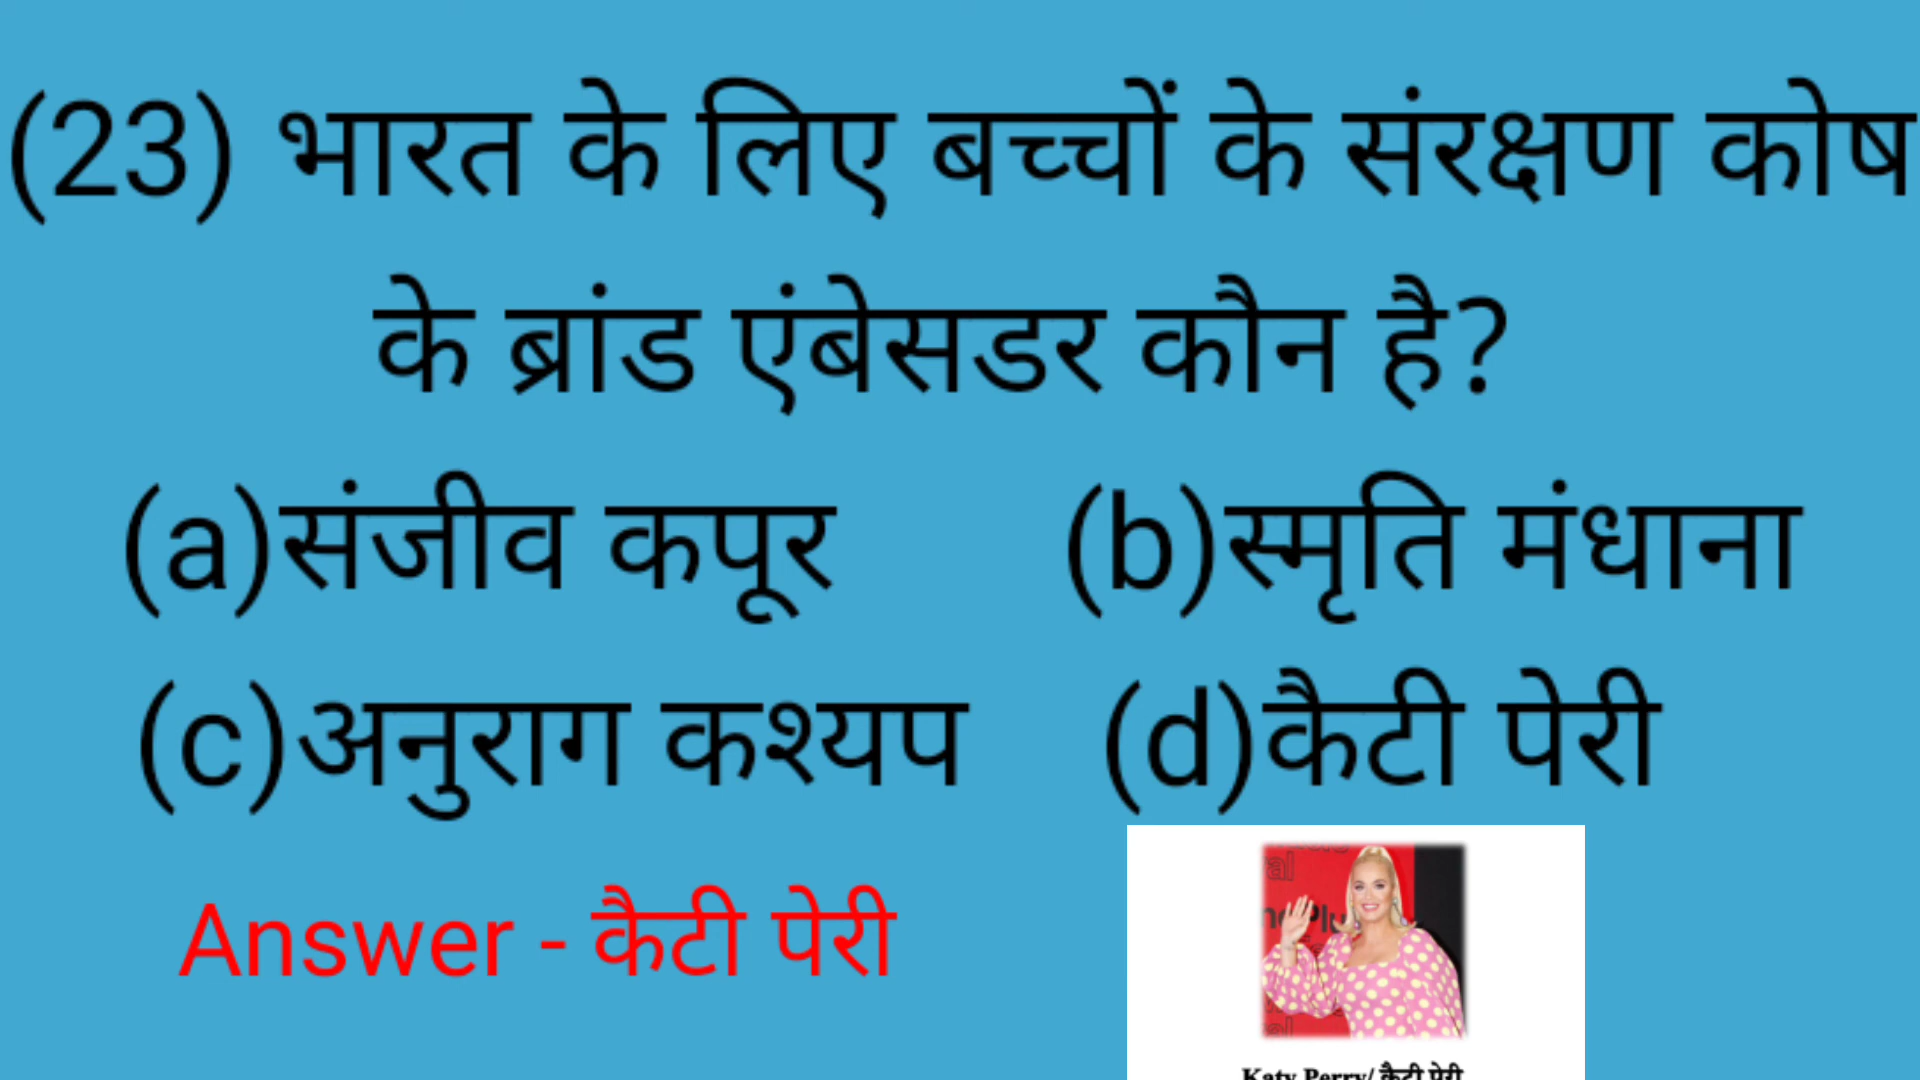 (23) भारत के लिए बच्चों के संरक्षण कोष
के ब्रांड एंबेसडर कौन है?
(a)संजीव कपूर (b)स्मृति मंधाना
(c)अनुराग कश्यप (d)कैटी पेरी
Answer - कैटी पेरी
Katy Perry/ कैटी पेरी